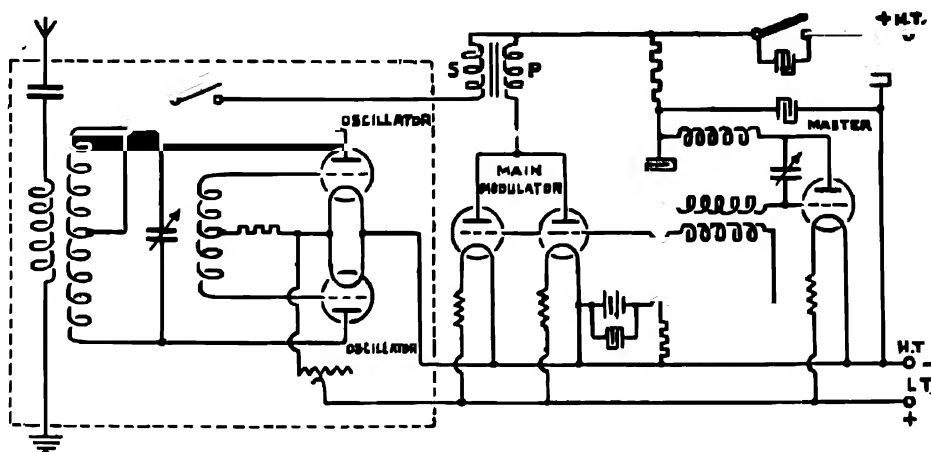 + H.T.
S P
OSCILLATOR
MASTER
MAIN
MODULATOR
OSCILLATOR
H.T
-
L T.
+